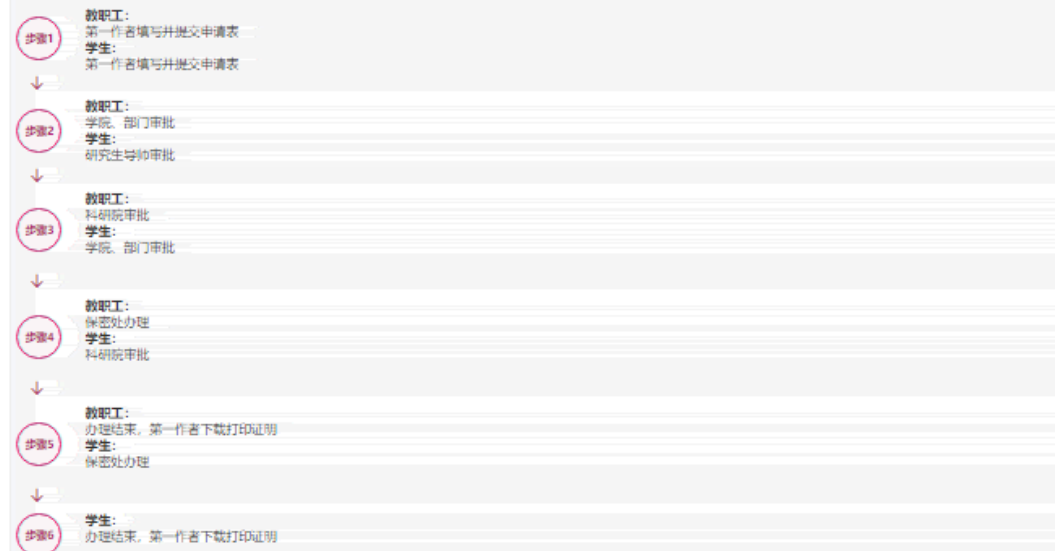 步骤1
教职工：
第一作者填写并提交申请表
学生：
第一作者填写并提交申请表
步骤2
教职工：
学院、部门审批
学生：
研究生导师审批
步骤3
教职工：
科研院审批
学生：
学院、部门审批
步骤4
教职工：
保密处办理
学生：
科研院审批
步骤5
教职工：
办理结束，第一作者下载打印证明
学生：
保密处办理
步骤6
学生：
办理结束，第一作者下载打印证明